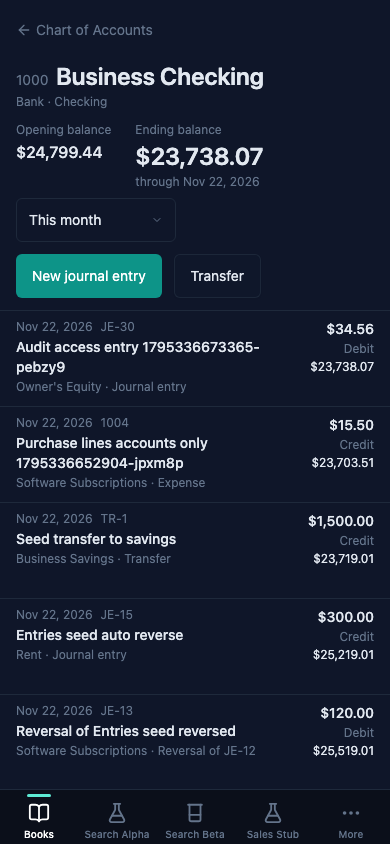 Chart of Accounts
1000 Business Checking
Bank · Checking
Opening balance
$24,799.44
Ending balance
$23,738.07
through Nov 22, 2026
This month
New journal entry
Transfer
Nov 22, 2026 JE-30
Audit access entry 1795336673365-
pebzy9
Owner's Equity · Journal entry
$34.56
Debit
$23,738.07
Nov 22, 2026 1004
Purchase lines accounts only
1795336652904-jpxm8p
Software Subscriptions · Expense
$15.50
Credit
$23,703.51
Nov 22, 2026 TR-1
Seed transfer to savings
Business Savings · Transfer
$1,500.00
Credit
$23,719.01
Nov 22, 2026 JE-15
Entries seed auto reverse
Rent · Journal entry
$300.00
Credit
$25,219.01
Nov 22, 2026 JE-13
Reversal of Entries seed reversed
Software Subscriptions · Reversal of JE-12
$120.00
Debit
$25,519.01
Books
Search Alpha
Search Beta
Sales Stub
More